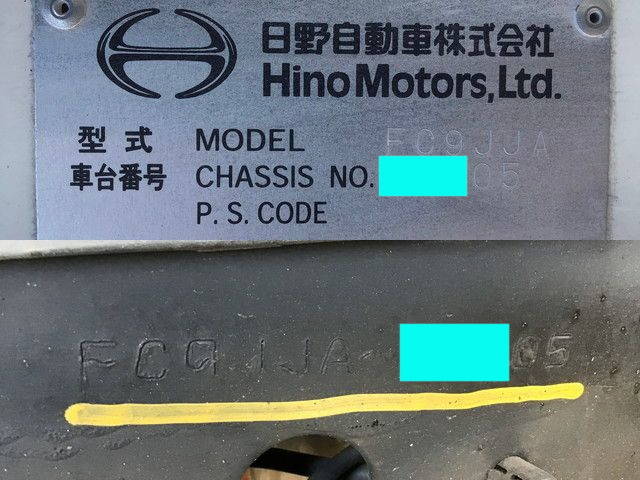 日野自動車株式会社
Hino Motors, Ltd.
型式 MODEL FC9JJA
車台番号 CHASSIS NO. 05
P. S. CODE
FC9JJA- 05